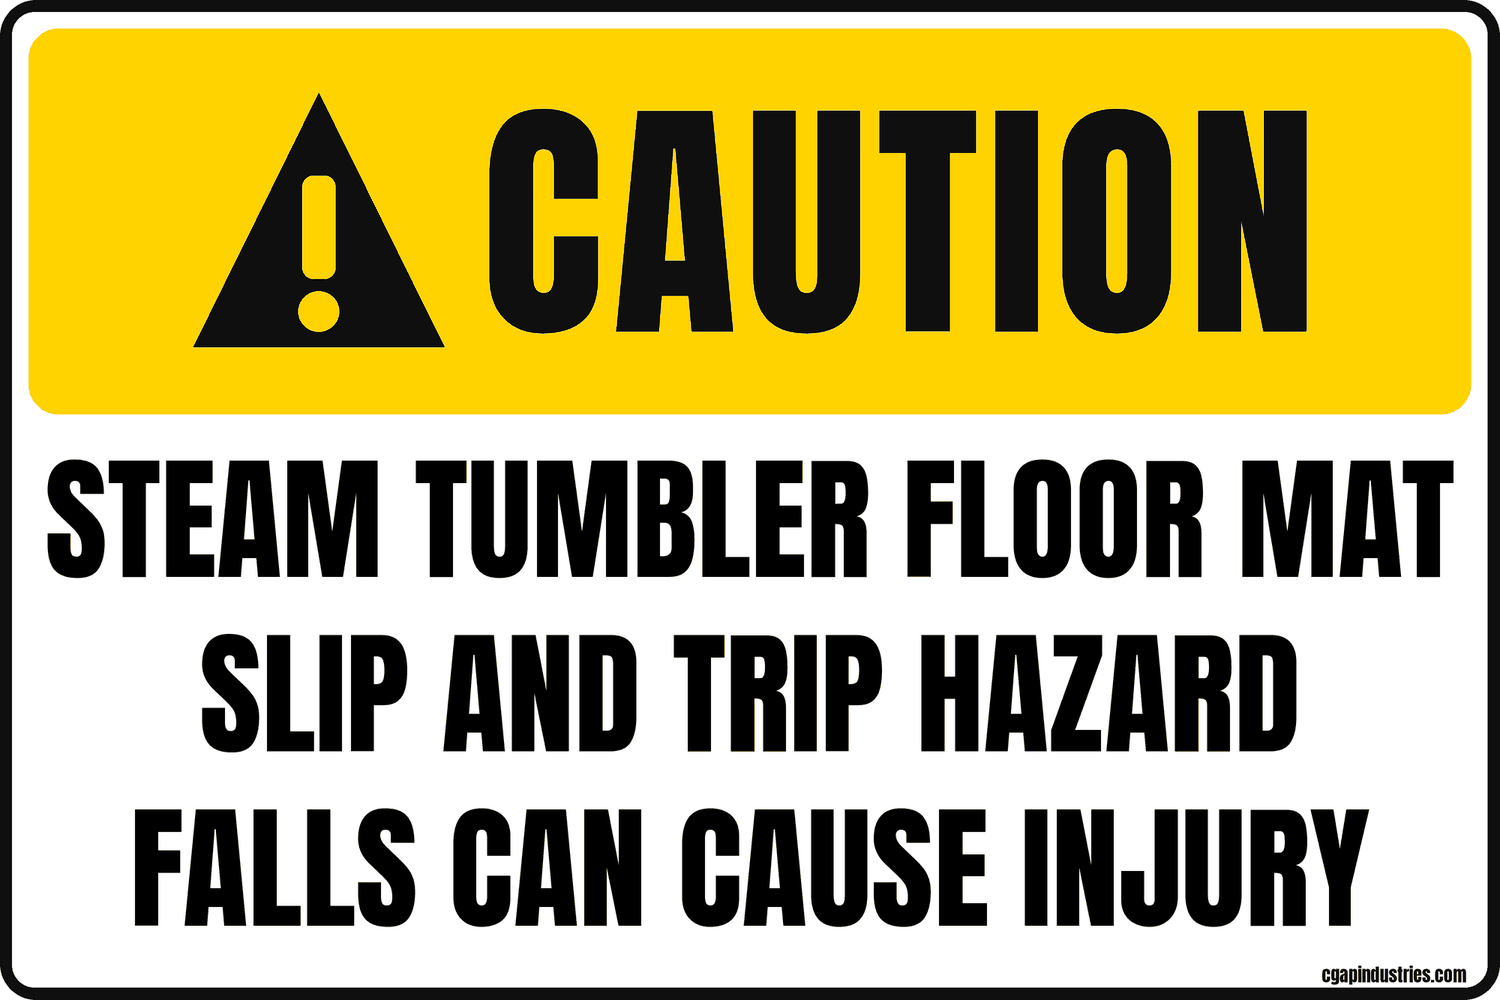 CAUTION
STEAM TUMBLER FLOOR MAT
SLIP AND TRIP HAZARD
FALLS CAN CAUSE INJURY
cgapindustries.com